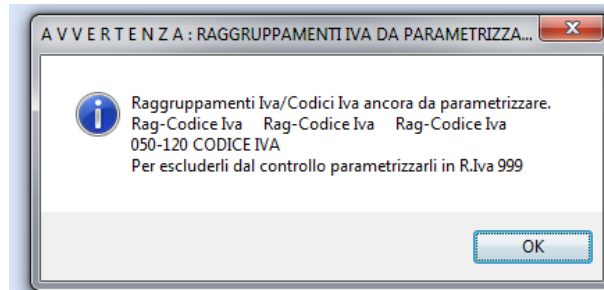 A V V E R T E N Z A : RAGGRUPPAMENTI IVA DA PARAMETRIZZA...
Raggruppamenti Iva/Codici Iva ancora da parametrizzare.
Rag-Codice Iva Rag-Codice Iva Rag-Codice Iva
050-120 CODICE IVA
Per escluderli dal controllo parametrizzarli in R.Iva 999
OK